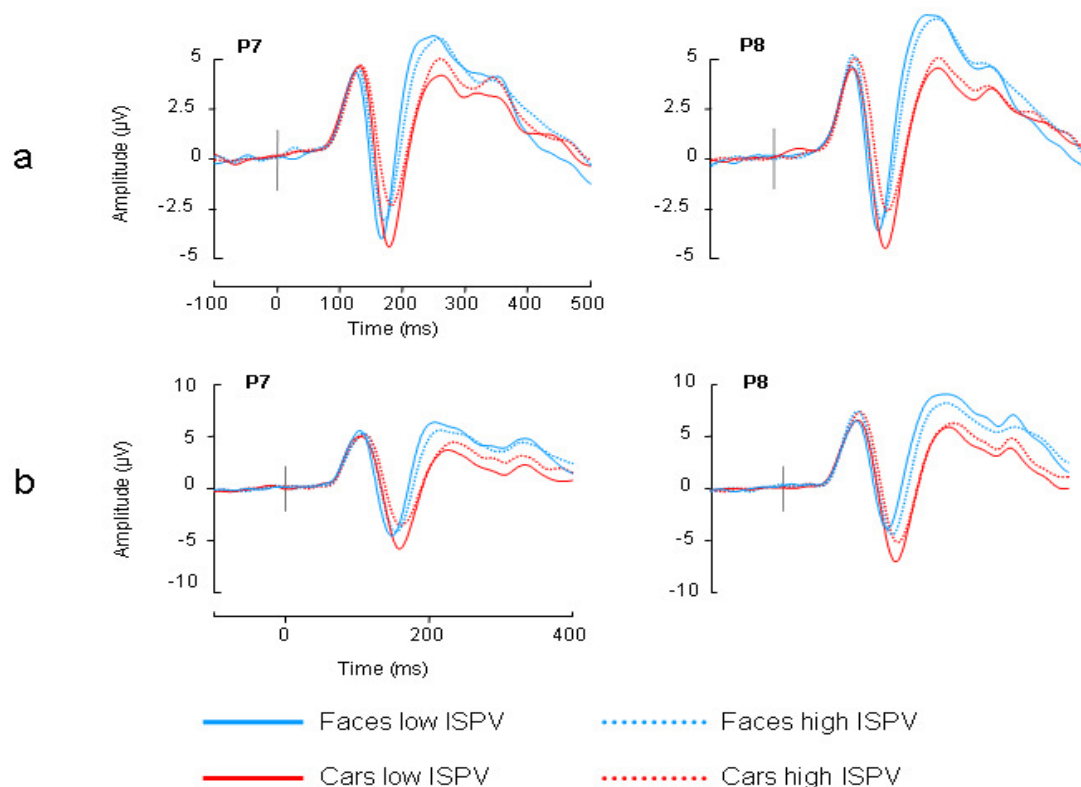 P7
P8
5
2.5
0
-2.5
-5
Amplitude (µV)
a
5
2.5
0
-2.5
-5
-100 0 100 200 300 400 500
Time (ms)
P7
P8
10
5
0
-5
-10
Amplitude (µV)
b
10
5
0
-5
-10
0 200 400
Time (ms)
Faces low ISPV
Faces high ISPV
Cars low ISPV
Cars high ISPV